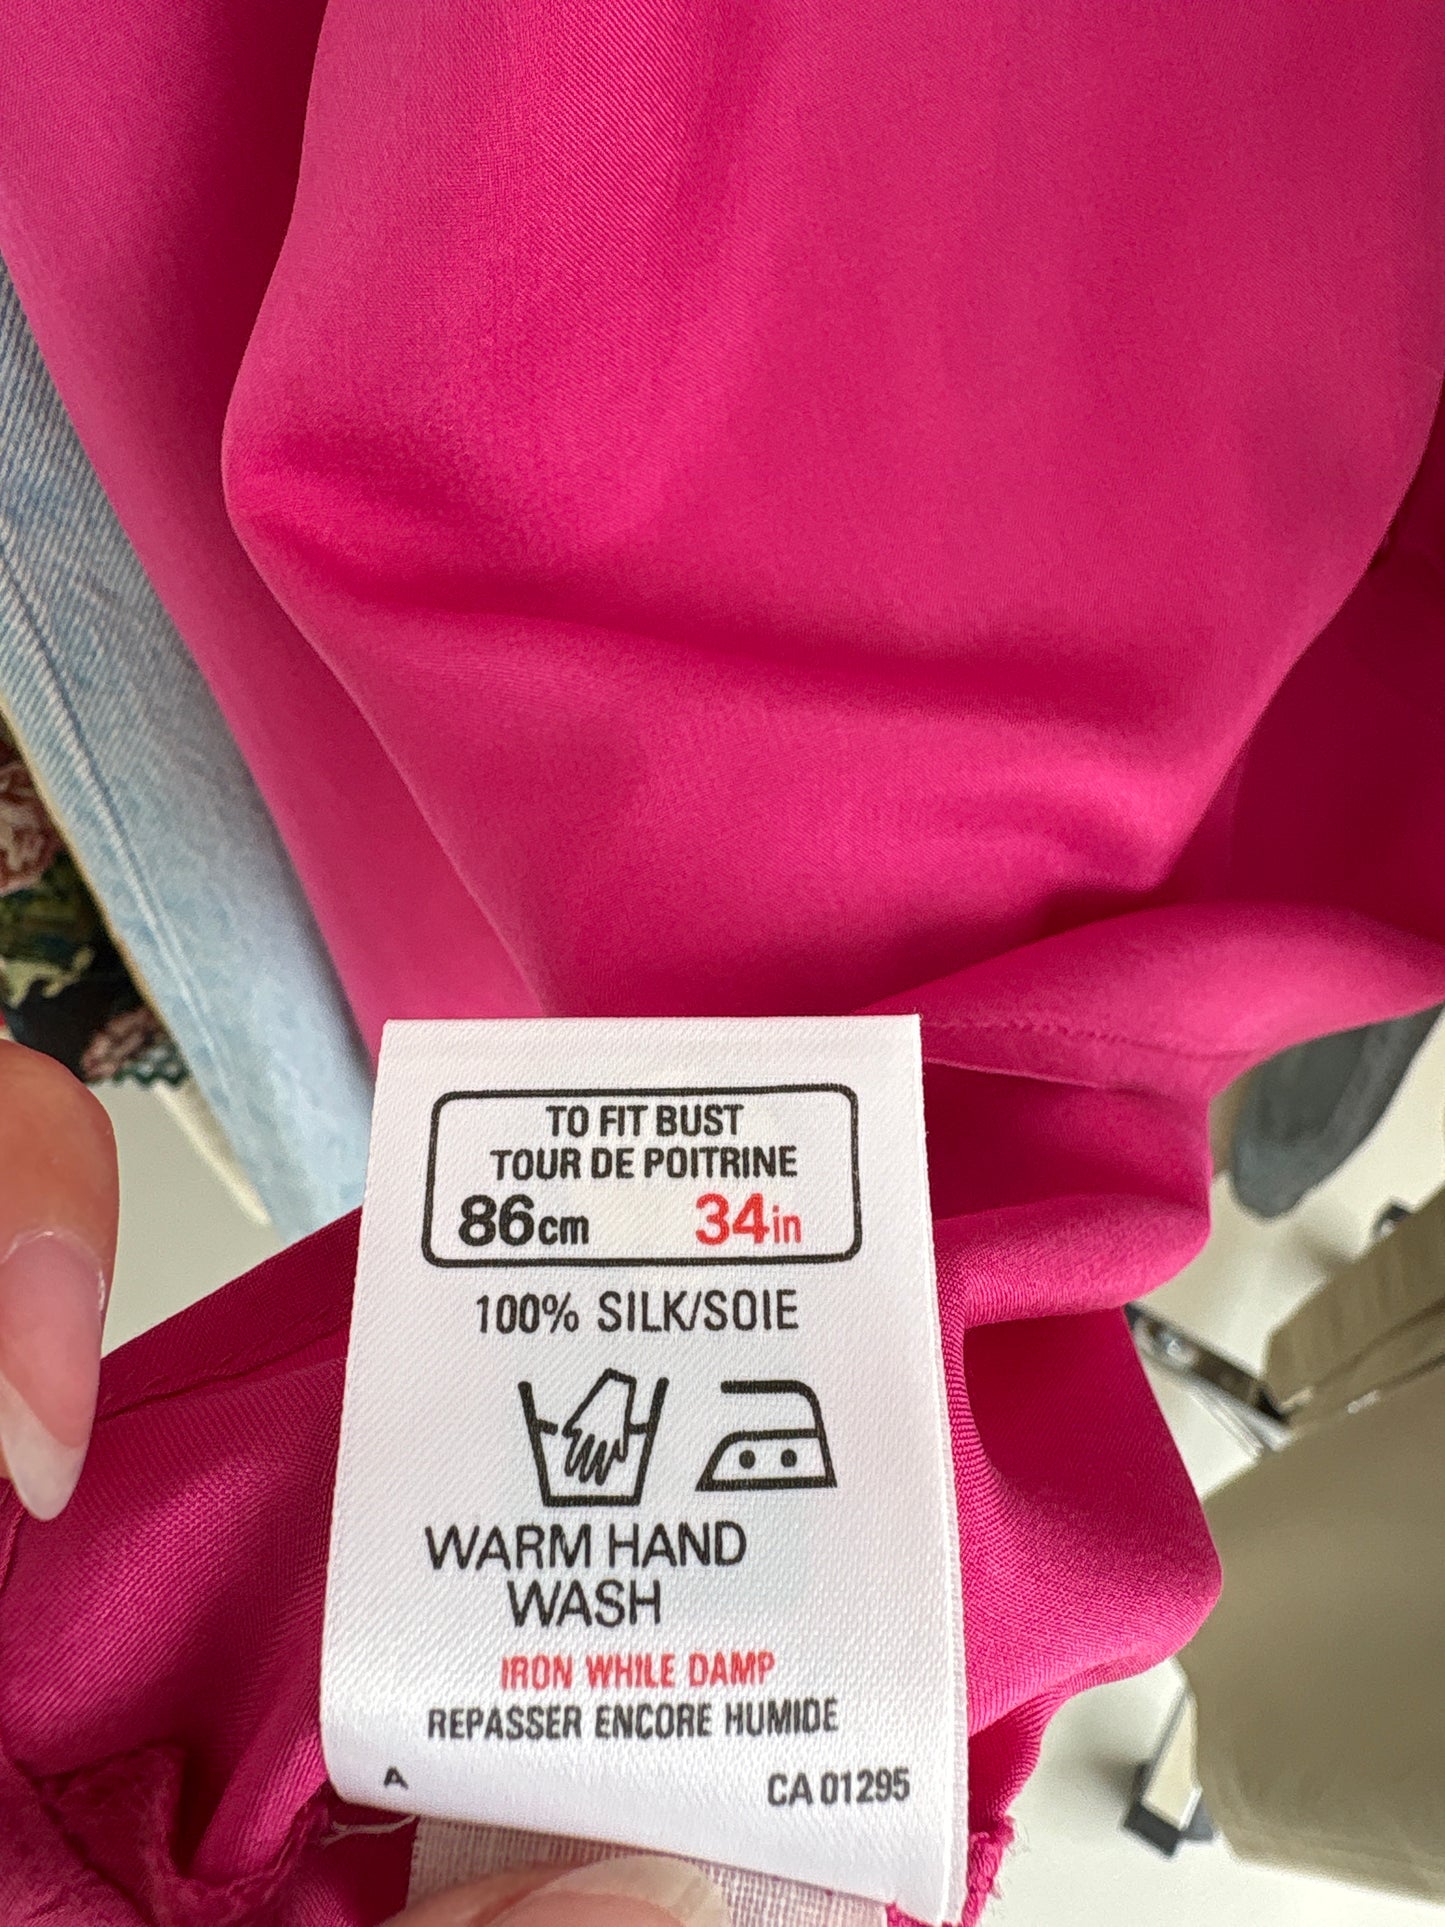 TO FIT BUST
TOUR DE POITRINE
86cm 34in
100% SILK/SOIE
WARM HAND
WASH
IRON WHILE DAMP
REPASSER ENCORE HUMIDE
A CA 01295